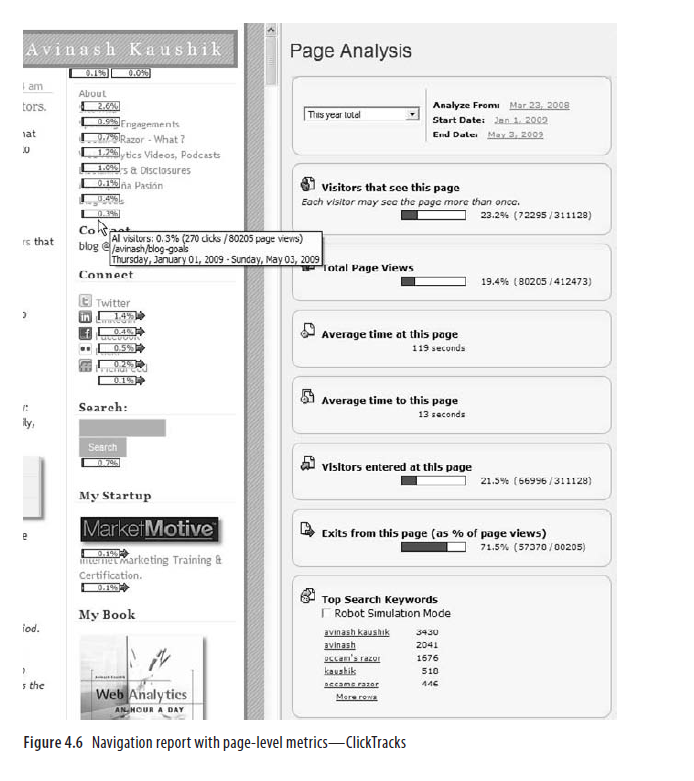 Avinash Kaushik
0.1% 0.0%
am
tors.
hat
to
rs that
ly,
iod.
s the
About
2.6%
0.9% Engagements
0.7% Razor - What ?
1.2% ytics Videos, Podcasts
1.0% s & Disclosures
0.1% ña Pasión
0.4%
0.3%
Co
blog @
All visitors: 0.3% (270 clicks / 80205 page views)
/avinash/blog-goals
Thursday, January 01, 2009 - Sunday, May 03, 2009
Connect
Twitter
1.4%
0.4%
0.5%
0.2%
0.1%
Search:
Search
0.7%
My Startup
MarketMotive
0.1%
Internet Marketing Training &
Certification.
0.1%
My Book
Web Analytics
AN HOUR A DAY
Page Analysis
This year total
Analyze From: Mar 23, 2008
Start Date: Jan 1, 2009
End Date: May 3, 2009
Visitors that see this page
Each visitor may see the page more than once.
23.2% (72295/311128)
Total Page Views
19.4% (80205/412473)
Average time at this page
119 seconds
Average time to this page
13 seconds
Visitors entered at this page
21.5% (66996/311128)
Exits from this page (as % of page views)
71.5% (57370/80205)
Top Search Keywords
Robot Simulation Mode
avinash kaushik 3430
avinash 2041
occam's razor 1676
kaushik 510
occams razor 446
More rows
Figure 4.6 Navigation report with page-level metrics—ClickTracks